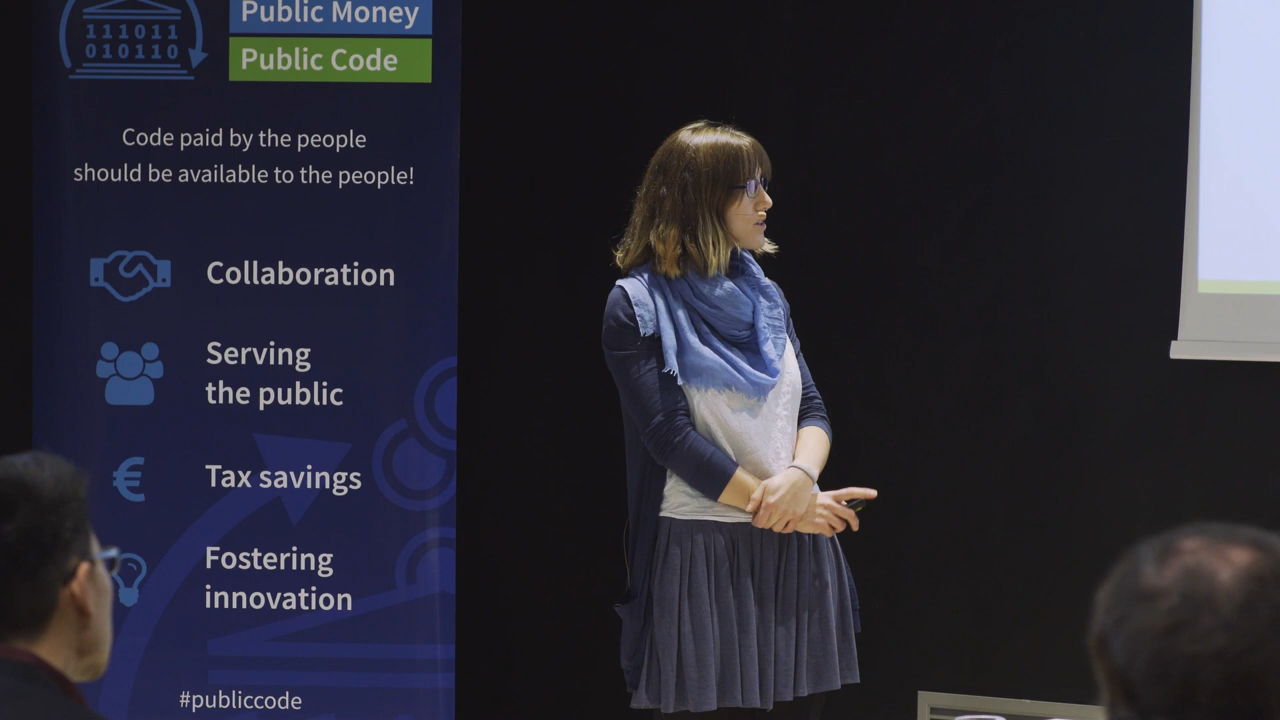 111011
010110
Public Money
Public Code
Code paid by the people
should be available to the people!
Collaboration
Serving
the public
€
Tax savings
Fostering
innovation
#publiccode